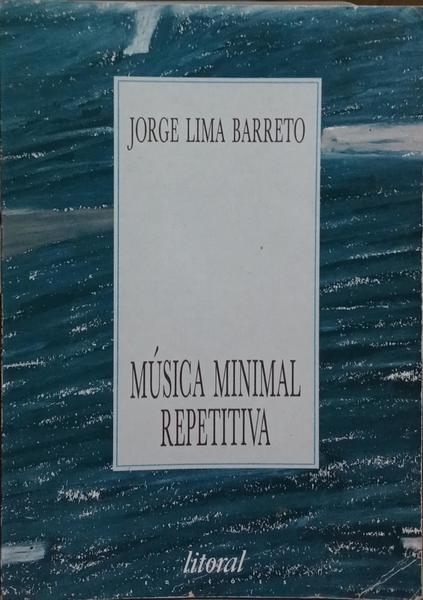 JORGE LIMA BARRETO
MÚSICA MINIMAL
REPETITIVA
litoral